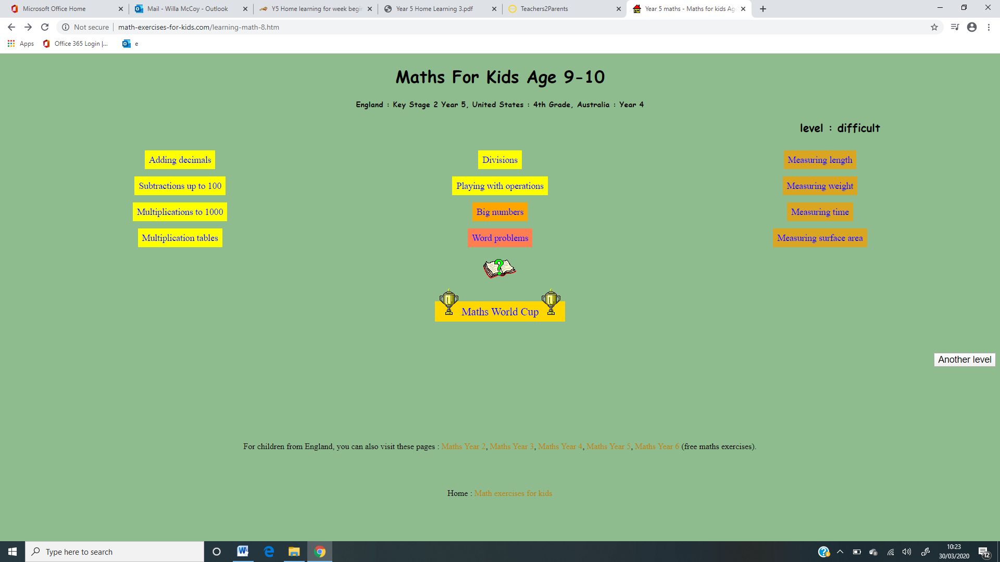 Microsoft Office Home
Mail - Willa McCoy - Outlook
Y5 Home learning for week begin
Year 5 Home Learning 3.pdf
Teachers2Parents
Year 5 maths - Maths for kids Ag
Not secure
math-exercises-for-kids.com/learning-math-8.htm
Apps
Office 365 Login |...
e
Maths For Kids Age 9-10
England : Key Stage 2 Year 5, United States : 4th Grade, Australia : Year 4
level : difficult
Adding decimals
Divisions
Measuring length
Subtractions up to 100
Playing with operations
Measuring weight
Multiplications to 1000
Big numbers
Measuring time
Multiplication tables
Word problems
Measuring surface area
?
Maths World Cup
Another level
For children from England, you can also visit these pages : Maths Year 2, Maths Year 3, Maths Year 4, Maths Year 5, Maths Year 6 (free maths exercises).
Home : Math exercises for kids
Type here to search
10:23
30/03/2020
12